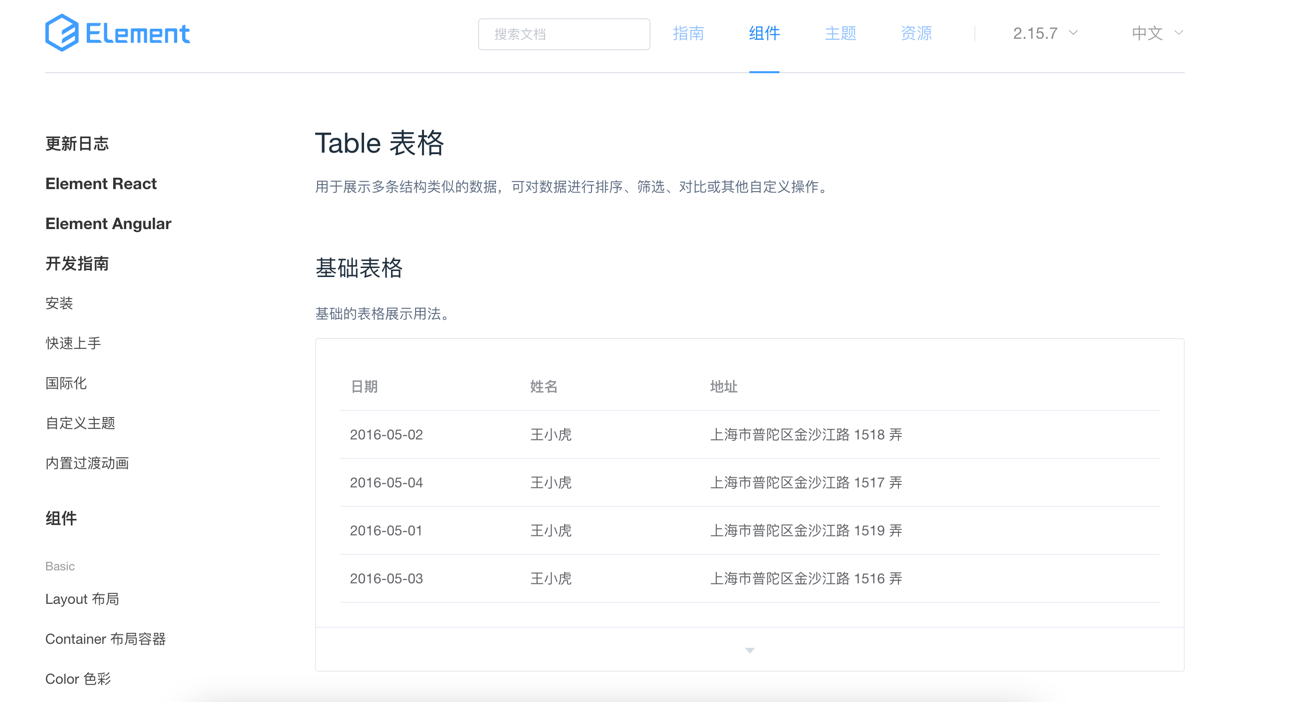 Element
搜索文档
指南 组件 主题 资源 2.15.7 中文
更新日志
Element React
Element Angular
开发指南
安装
快速上手
国际化
自定义主题
内置过渡动画
组件
Basic
Layout 布局
Container 布局容器
Color 色彩
Table 表格
用于展示多条结构类似的数据，可对数据进行排序、筛选、对比或其他自定义操作。
基础表格
基础的表格展示用法。
日期 姓名 地址
2016-05-02 王小虎 上海市普陀区金沙江路 1518 弄
2016-05-04 王小虎 上海市普陀区金沙江路 1517 弄
2016-05-01 王小虎 上海市普陀区金沙江路 1519 弄
2016-05-03 王小虎 上海市普陀区金沙江路 1516 弄